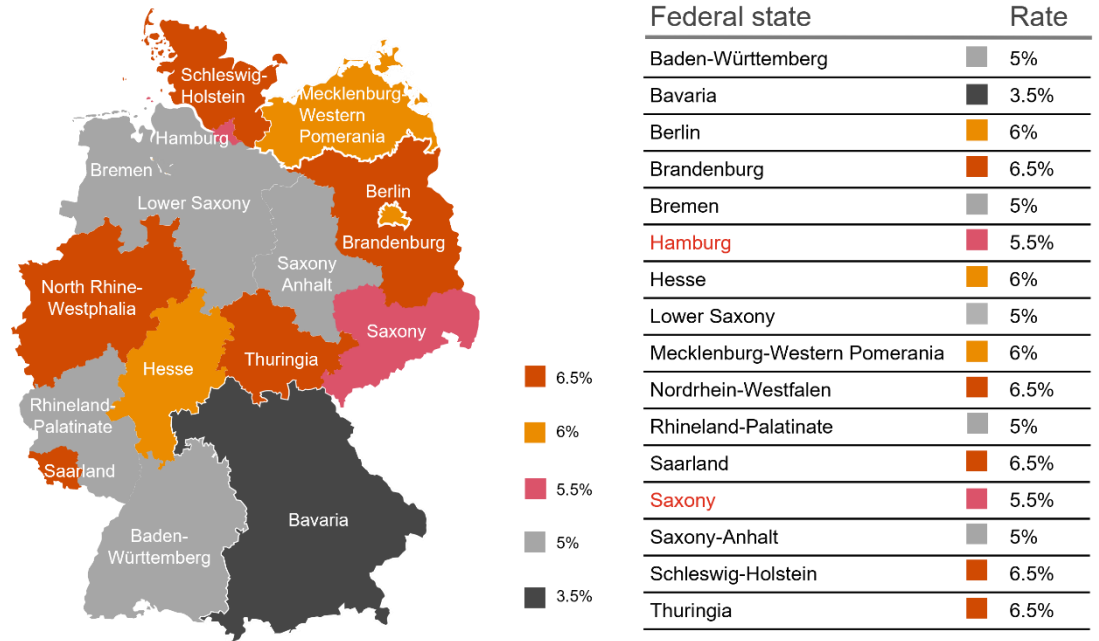 Schleswig-
Holstein
Mecklenburg-
Western
Pomerania
Hamburg
Bremen
Lower Saxony
Berlin
Brandenburg
Saxony
Anhalt
North Rhine-
Westphalia
Saxony
Thuringia
Hesse
Rhineland-
Palatinate
Saarland
Bavaria
Baden-
Württemberg
6.5%
6%
5.5%
5%
3.5%
Federal state Rate
Baden-Württemberg 5%
Bavaria 3.5%
Berlin 6%
Brandenburg 6.5%
Bremen 5%
Hamburg 5.5%
Hesse 6%
Lower Saxony 5%
Mecklenburg-Western Pomerania 6%
Nordrhein-Westfalen 6.5%
Rhineland-Palatinate 5%
Saarland 6.5%
Saxony 5.5%
Saxony-Anhalt 5%
Schleswig-Holstein 6.5%
Thuringia 6.5%